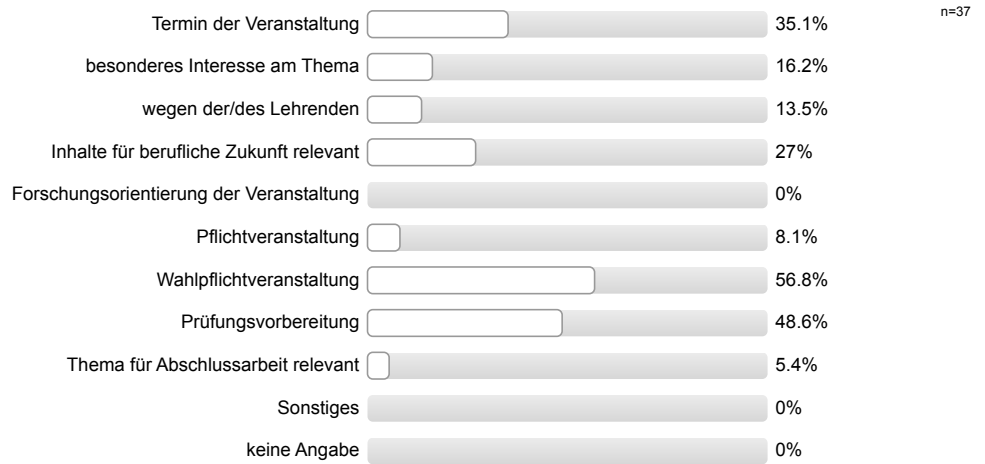 n=37
Termin der Veranstaltung 35.1%
besonderes Interesse am Thema 16.2%
wegen der/des Lehrenden 13.5%
Inhalte für berufliche Zukunft relevant 27%
Forschungsorientierung der Veranstaltung 0%
Pflichtveranstaltung 8.1%
Wahlpflichtveranstaltung 56.8%
Prüfungsvorbereitung 48.6%
Thema für Abschlussarbeit relevant 5.4%
Sonstiges 0%
keine Angabe 0%